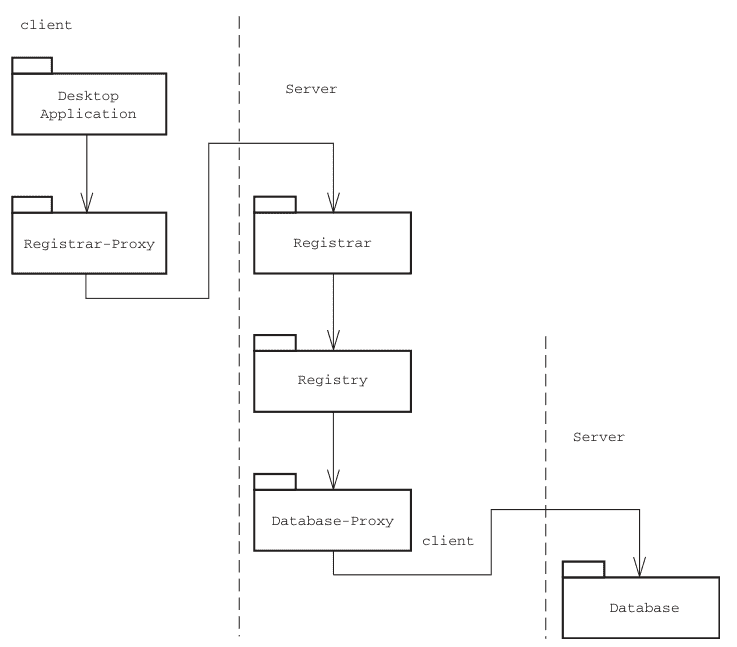 client
Server
Desktop
Application
Registrar-Proxy
Registrar
Registry
Server
Database-Proxy
client
Database